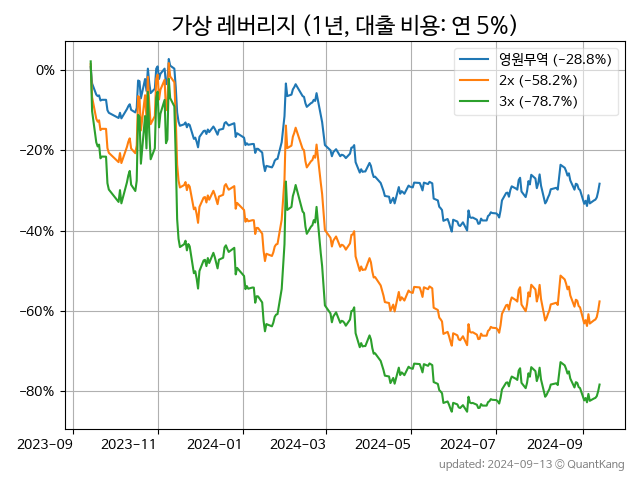 가상 레버리지 (1년, 대출 비용: 연 5%)
영원무역 (−28.8%)
2x (−58.2%)
3x (−78.7%)
0%
−20%
−40%
−60%
−80%
2023−09 2023−11 2024−01 2024−03 2024−05 2024−07 2024−09
updated: 2024−09−13 ⓒ QuantKang